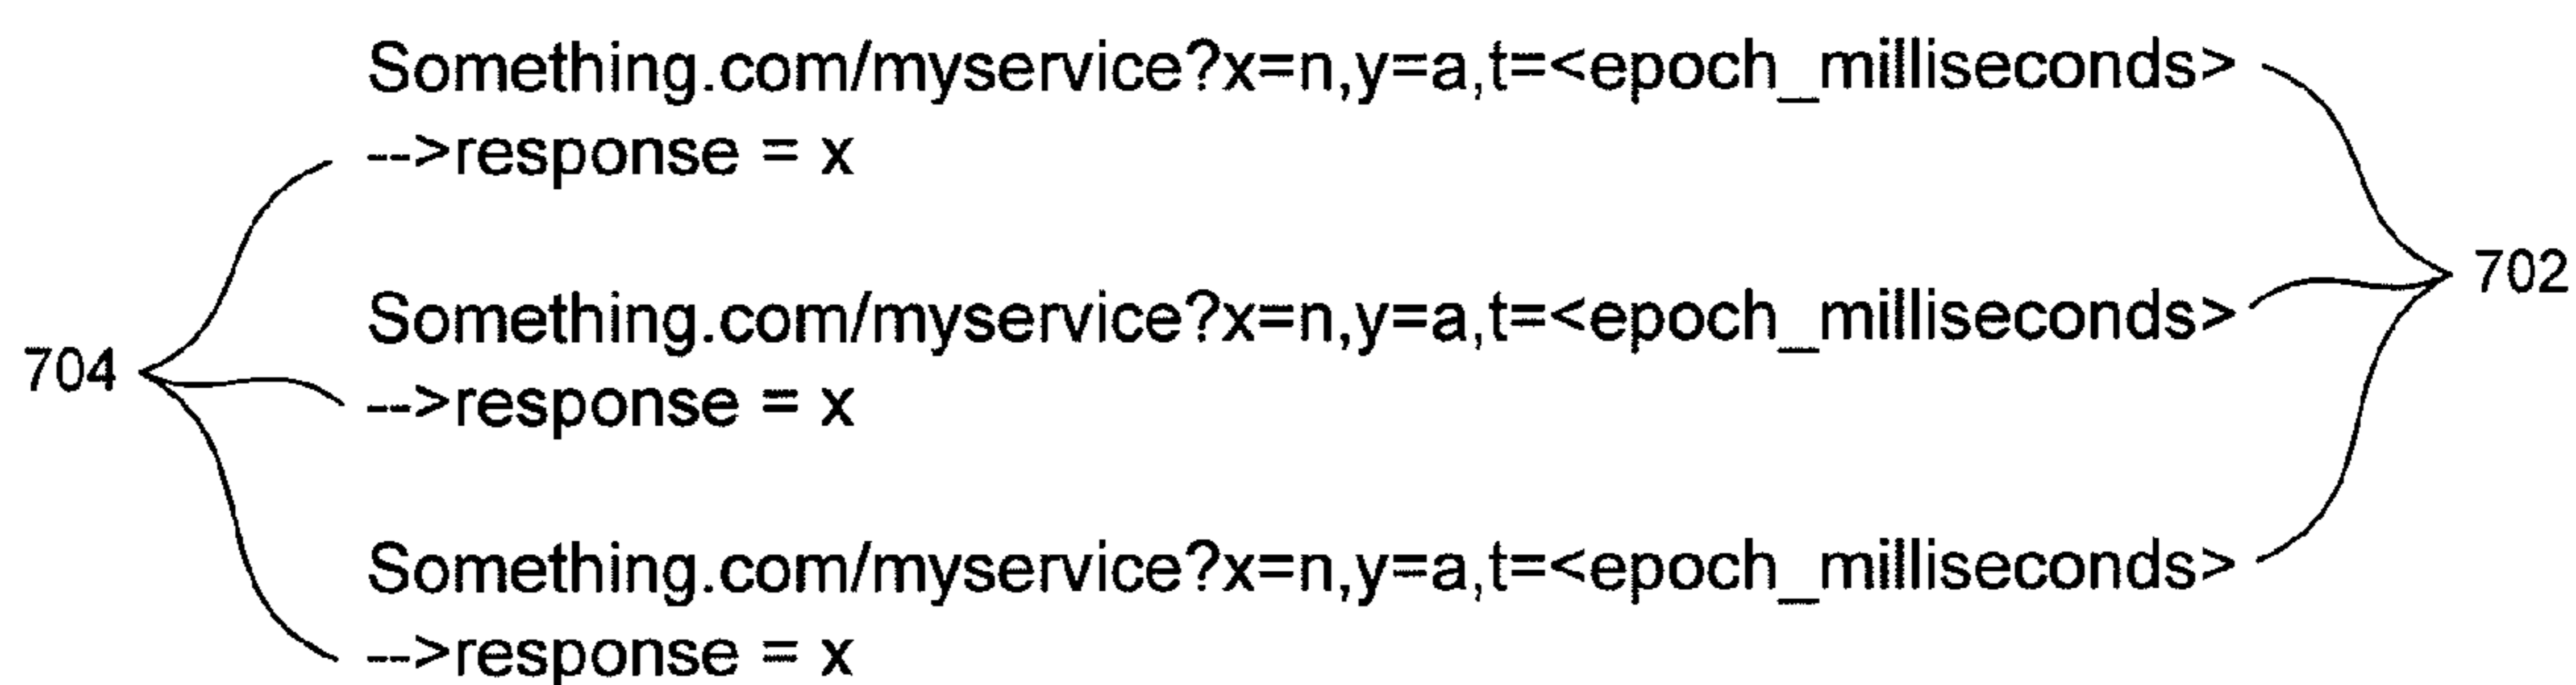 Something.com/myservice?x=n,y=a,t=<epoch_milliseconds>
-->response = x
702
Something.com/myservice?x=n,y=a,t=<epoch_milliseconds>
704
-->response = x
Something.com/myservice?x=n,y=a,t=<epoch_milliseconds>
-->response = x